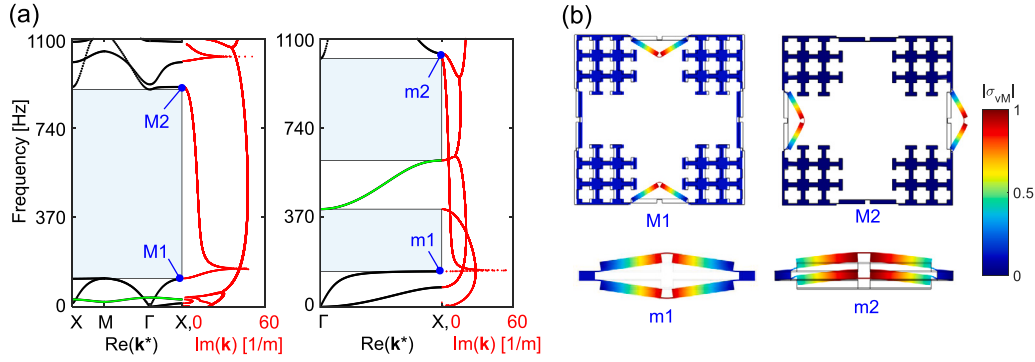 (a)
(b)
Frequency [Hz]
1100
740
370
0
M2
M1
X M Γ X, 0 60
Re(k*) Im(k) [1/m]
1100
740
370
0
m2
m1
Γ X, 0 60
Re(k*) Im(k) [1/m]
M1
M2
m1
m2
|σvM|
1
0.5
0